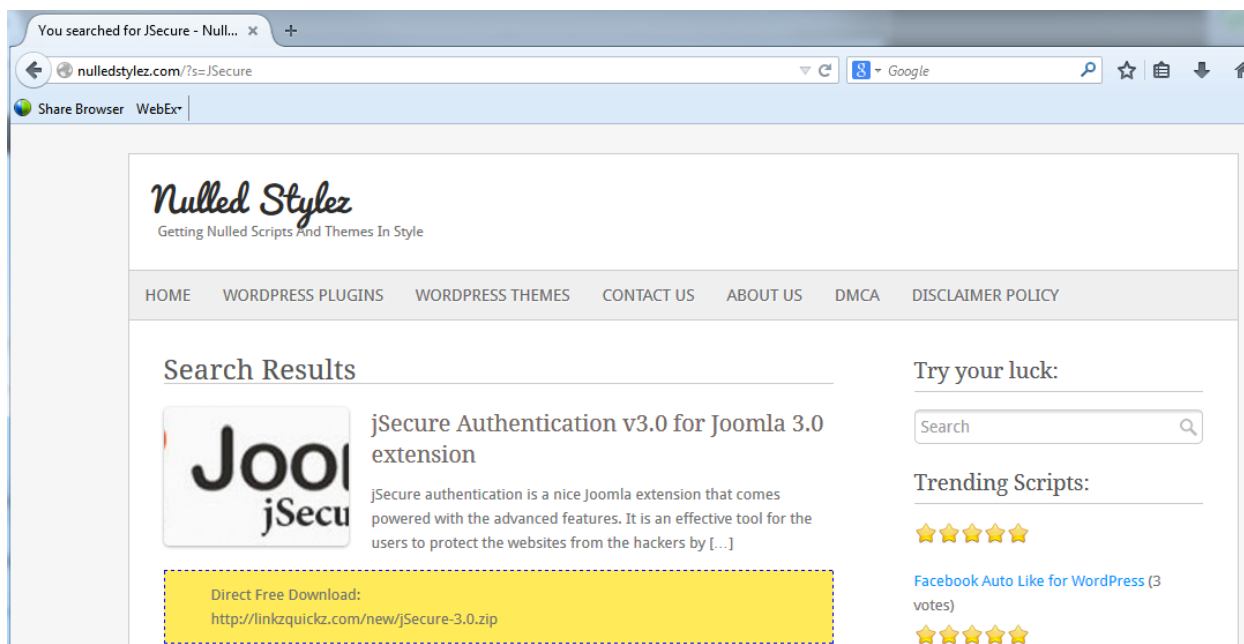 You searched for JSecure - Null...
nulledstylez.com/?s=JSecure
Google
Share Browser WebEx
Nulled Stylez
Getting Nulled Scripts And Themes In Style
HOME WORDPRESS PLUGINS WORDPRESS THEMES CONTACT US ABOUT US DMCA DISCLAIMER POLICY
Search Results
Joo
jSecu
jSecure Authentication v3.0 for Joomla 3.0
extension
jSecure authentication is a nice Joomla extension that comes
powered with the advanced features. It is an effective tool for the
users to protect the websites from the hackers by [...]
Direct Free Download:
http://linkzquickz.com/new/jSecure-3.0.zip
Try your luck:
Search
Trending Scripts:
Facebook Auto Like for WordPress (3
votes)